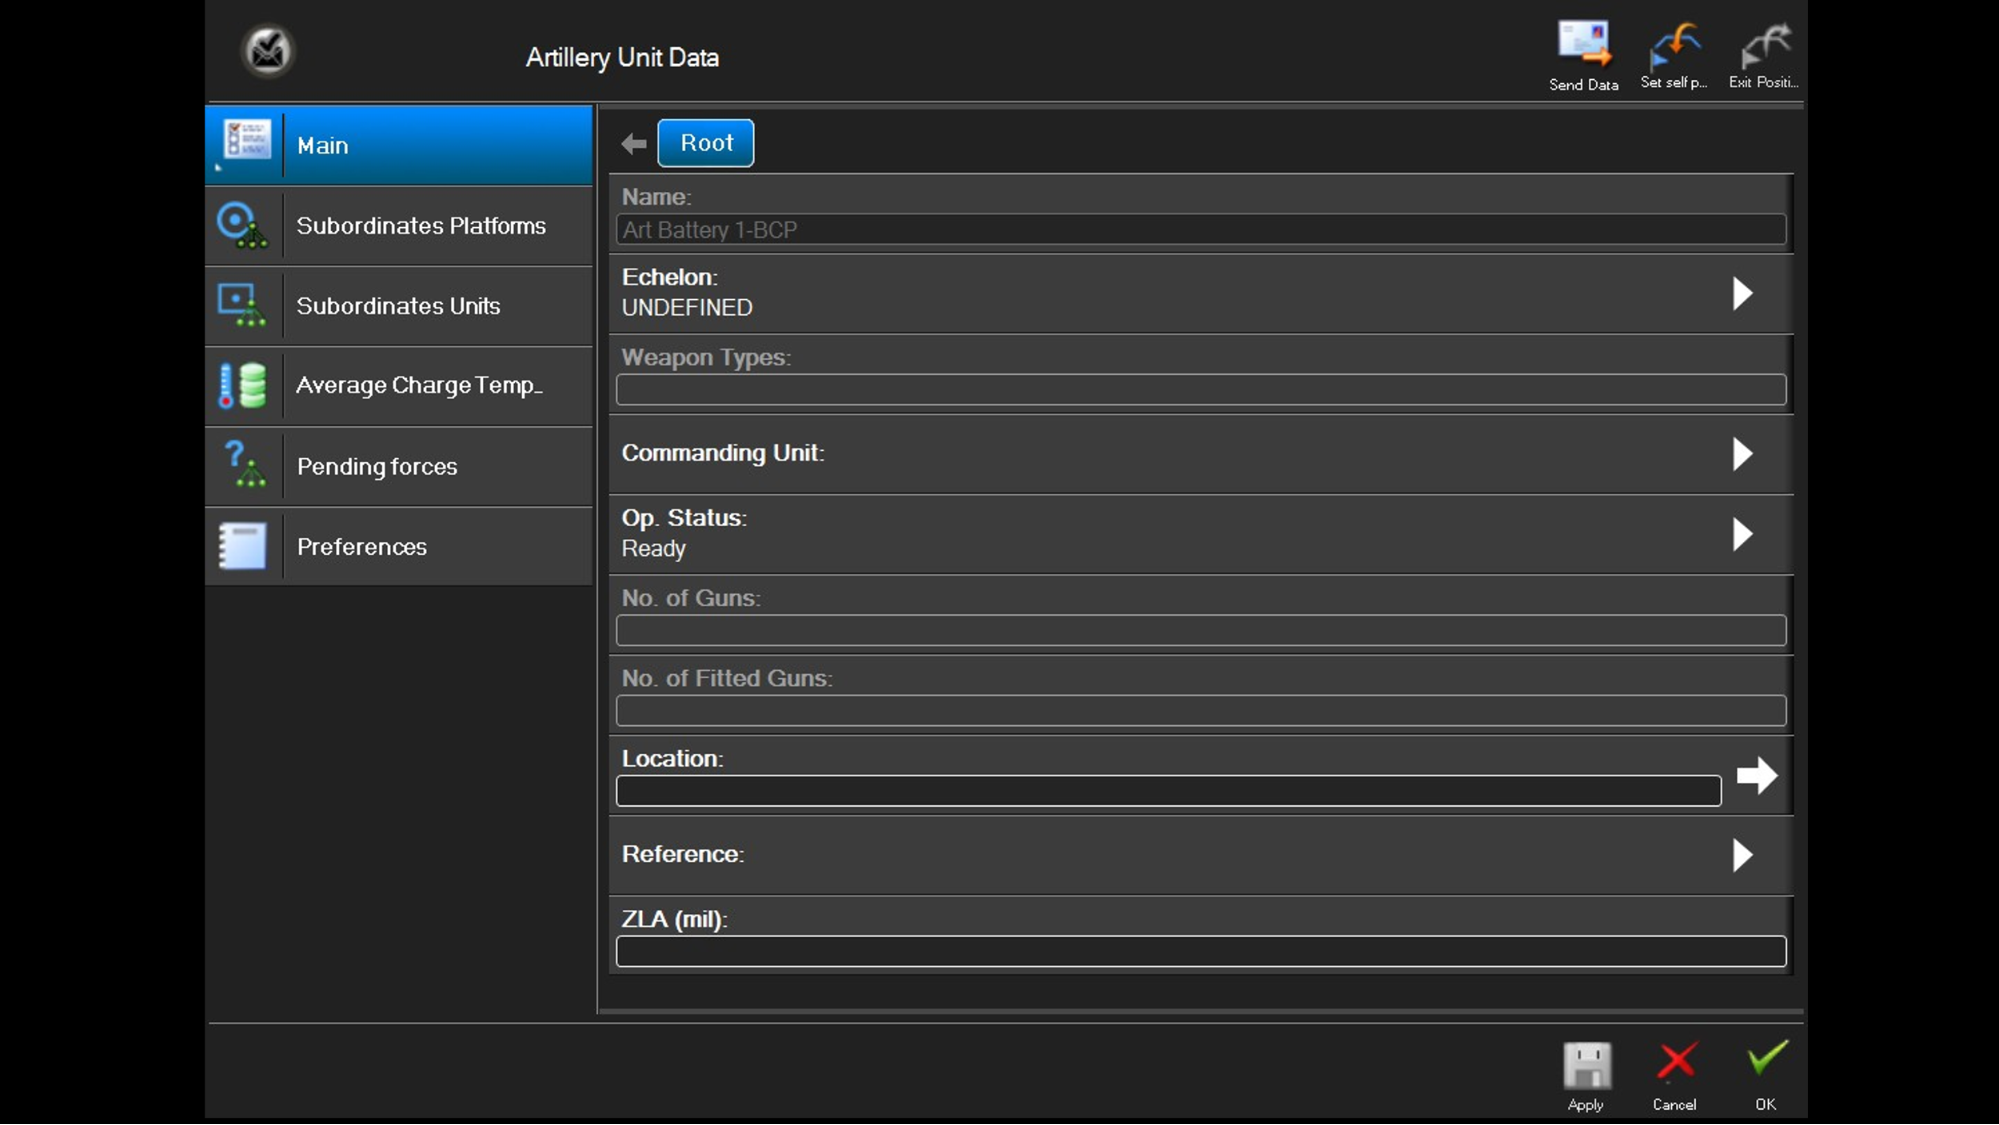 Artillery Unit Data
Send Data
Set self p...
Exit Positi...
Main
Subordinates Platforms
Subordinates Units
Average Charge Temp_
Pending forces
Preferences
Root
Name:
Art Battery 1-BCP
Echelon:
UNDEFINED
Weapon Types:
Commanding Unit:
Op. Status:
Ready
No. of Guns:
No. of Fitted Guns:
Location:
Reference:
ZLA (mil):
Apply
Cancel
OK